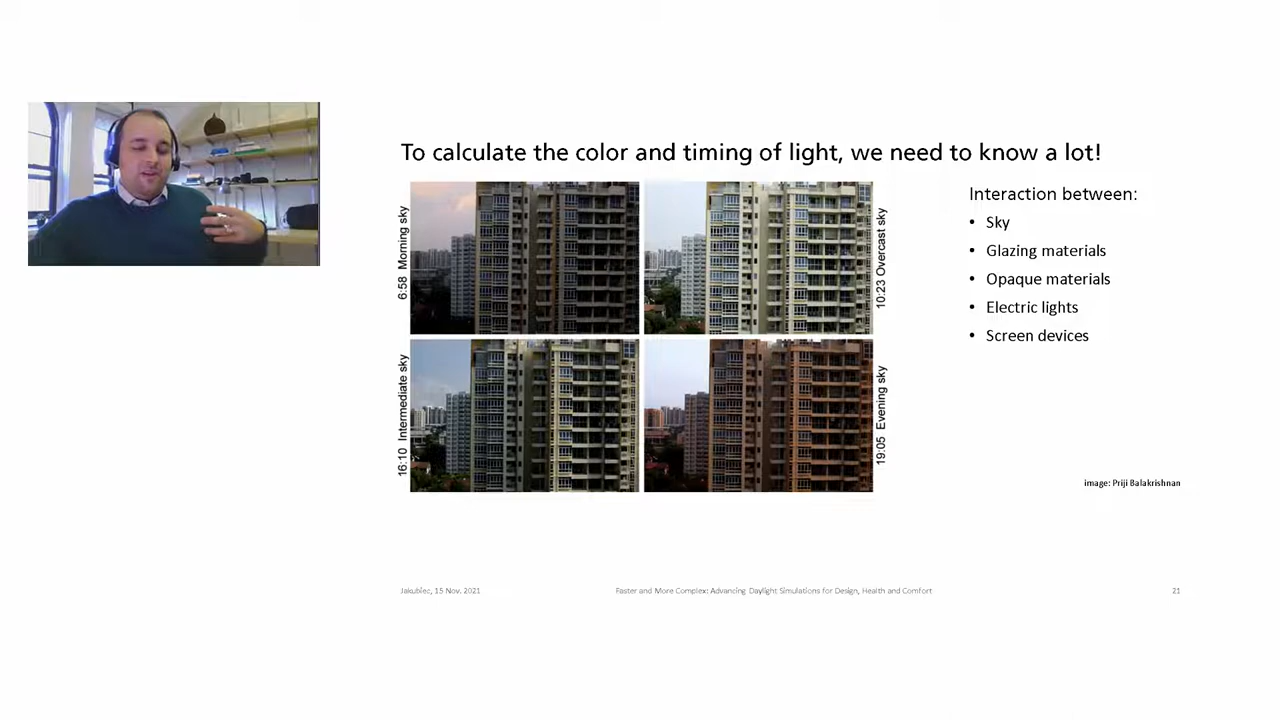 To calculate the color and timing of light, we need to know a lot!
6:58 Morning sky
10:23 Overcast sky
16:10 Intermediate sky
19:05 Evening sky
Interaction between:
• Sky
• Glazing materials
• Opaque materials
• Electric lights
• Screen devices
image: Priji Balakrishnan
Jakubiec, 15 Nov. 2021
Faster and More Complex: Advancing Daylight Simulations for Design, Health and Comfort
21